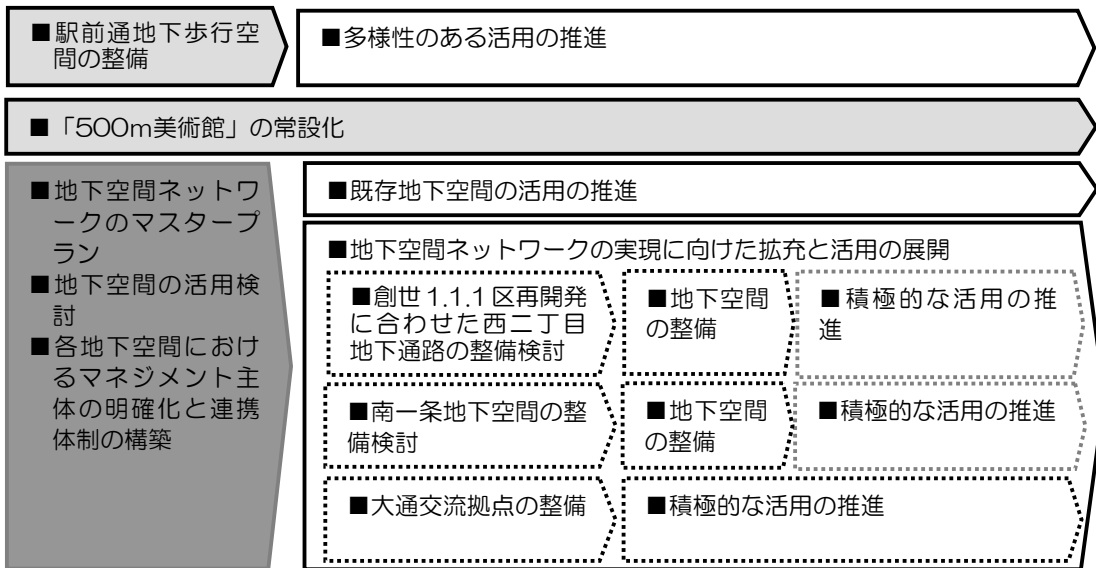 ■駅前通地下歩行空
間の整備
■多様性のある活用の推進
■「500m美術館」の常設化
■地下空間ネットワ
ークのマスタープ
ラン
■地下空間の活用検
討
■各地下空間におけ
るマネジメント主
体の明確化と連携
体制の構築
■既存地下空間の活用の推進
■地下空間ネットワークの実現に向けた拡充と活用の展開
■創世1.1.1区再開発
に合わせた西二丁目
地下通路の整備検討
■地下空間
の整備
■積極的な活用の推
進
■南一条地下空間の整
備検討
■地下空間
の整備
■積極的な活用の推進
■大通交流拠点の整備
■積極的な活用の推進